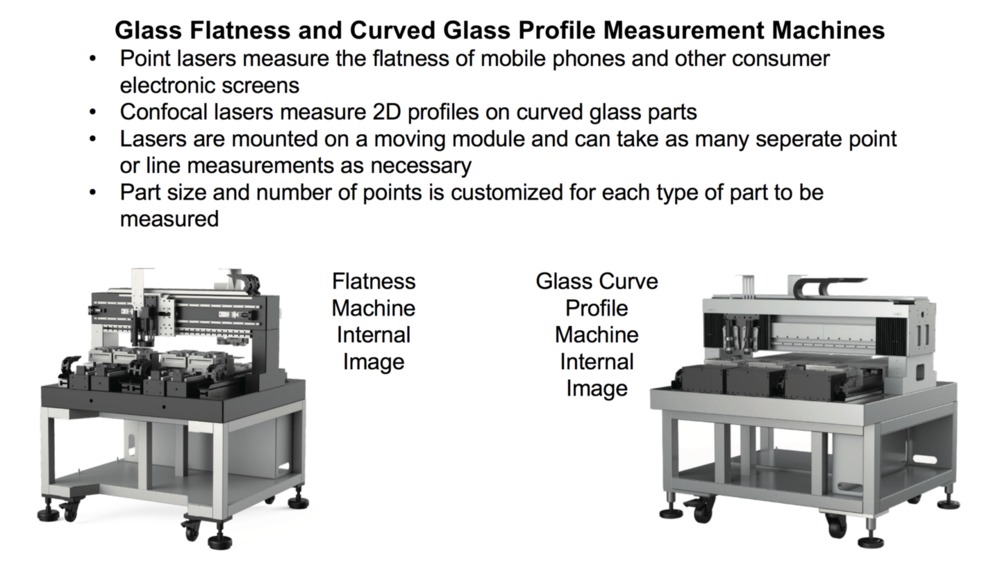 Glass Flatness and Curved Glass Profile Measurement Machines
• Point lasers measure the flatness of mobile phones and other consumer
electronic screens
• Confocal lasers measure 2D profiles on curved glass parts
• Lasers are mounted on a moving module and can take as many seperate point
or line measurements as necessary
• Part size and number of points is customized for each type of part to be
measured
Flatness
Machine
Internal
Image
Glass Curve
Profile
Machine
Internal
Image